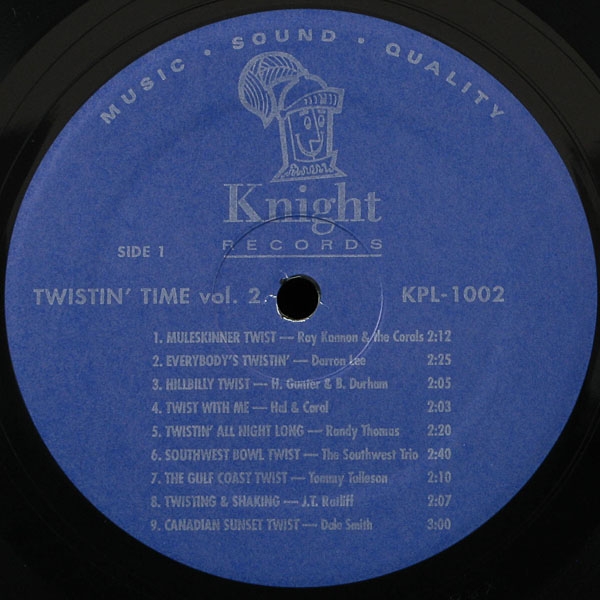 MUSIC · SOUND · QUALITY
Knight
RECORDS
SIDE 1
TWISTIN' TIME vol. 2 KPL-1002
1. MULESKINNER TWIST — Ray Kannon & the Corals 2:12
2. EVERYBODY'S TWISTIN' — Darron Lee 2:25
3. HILLBILLY TWIST — H. Gunter & B. Durham 2:05
4. TWIST WITH ME — Hal & Carol 2:03
5. TWISTIN' ALL NIGHT LONG — Randy Thomas 2:20
6. SOUTHWEST BOWL TWIST — The Southwest Trio 2:40
7. THE GULF COAST TWIST — Tommy Tolleson 2:10
8. TWISTING & SHAKING — J.T. Ratliff 2:07
9. CANADIAN SUNSET TWIST — Dale Smith 3:00